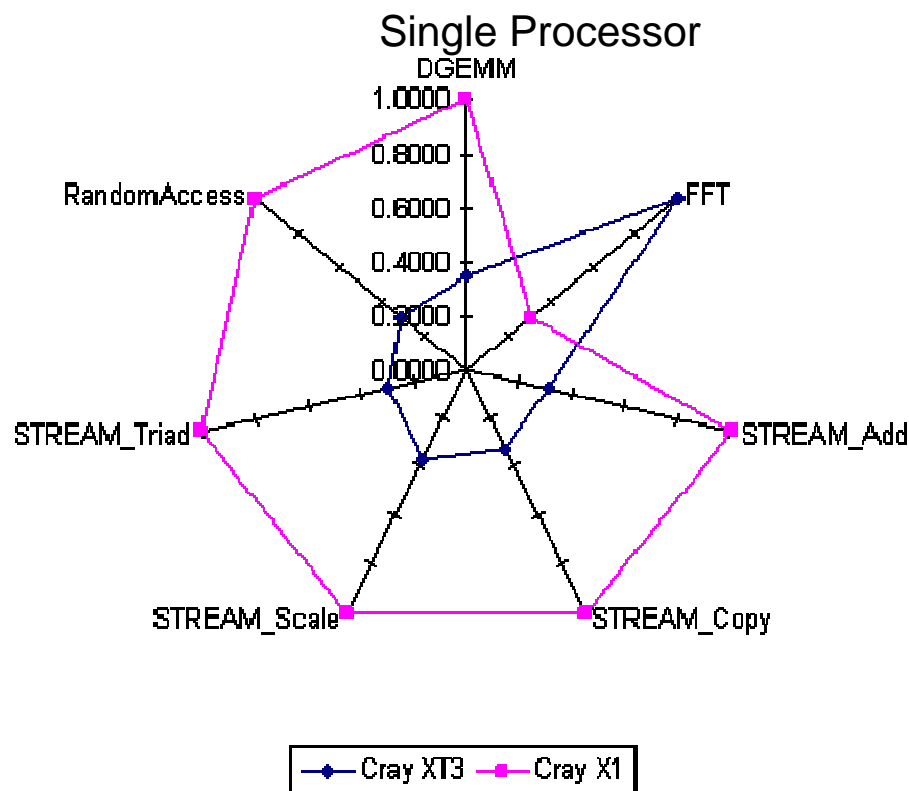 Single Processor
DGEMM
1.0000
0.8000
RandomAccess
FFT
0.6000
0.4000
0.2000
0.0000
STREAM_Triad
STREAM_Add
STREAM_Scale
STREAM_Copy
Cray XT3 Cray X1